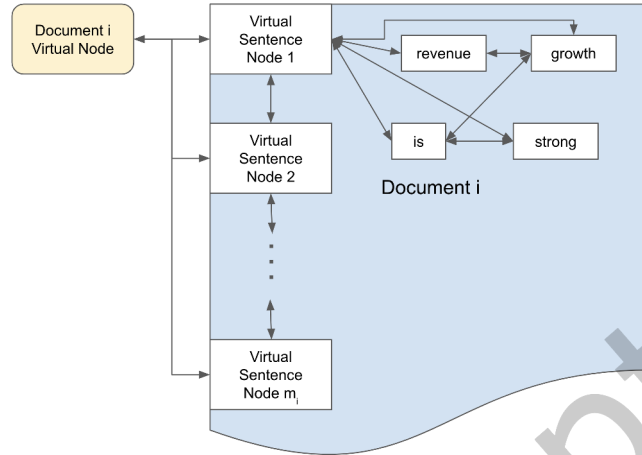 Document i
Virtual Node
Virtual
Sentence
Node 1
revenue
growth
is
strong
Virtual
Sentence
Node 2
Document i
Virtual
Sentence
Node mᵢ